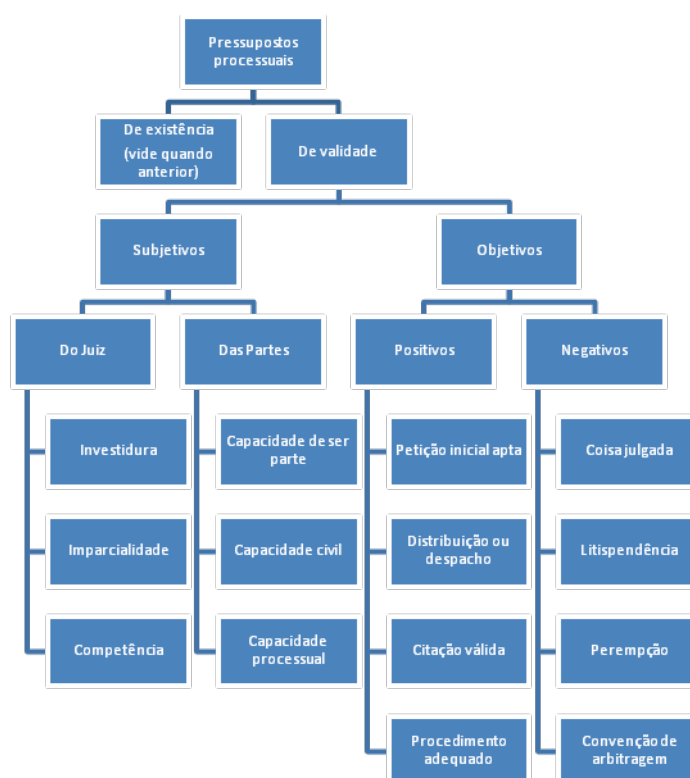 Pressupostos
processuais
De existência
(vide quando
anterior)
De validade
Subjetivos
Objetivos
Do Juiz
Das Partes
Positivos
Negativos
Investidura
Capacidade de ser
parte
Petição inicial apta
Coisa julgada
Imparcialidade
Capacidade civil
Distribuição ou
despacho
Litispendência
Competência
Capacidade
processual
Citação válida
Perempção
Procedimento
adequado
Convenção de
arbitragem